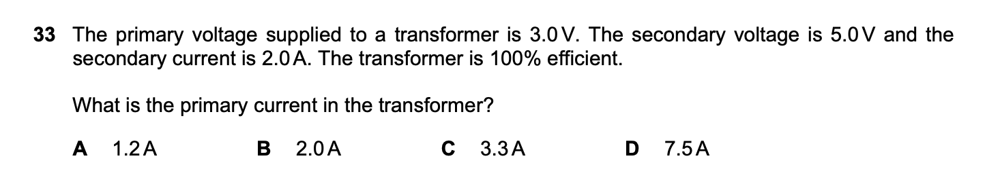 33 The primary voltage supplied to a transformer is 3.0 V. The secondary voltage is 5.0 V and the
secondary current is 2.0 A. The transformer is 100% efficient.
What is the primary current in the transformer?
A 1.2 A B 2.0 A C 3.3 A D 7.5 A